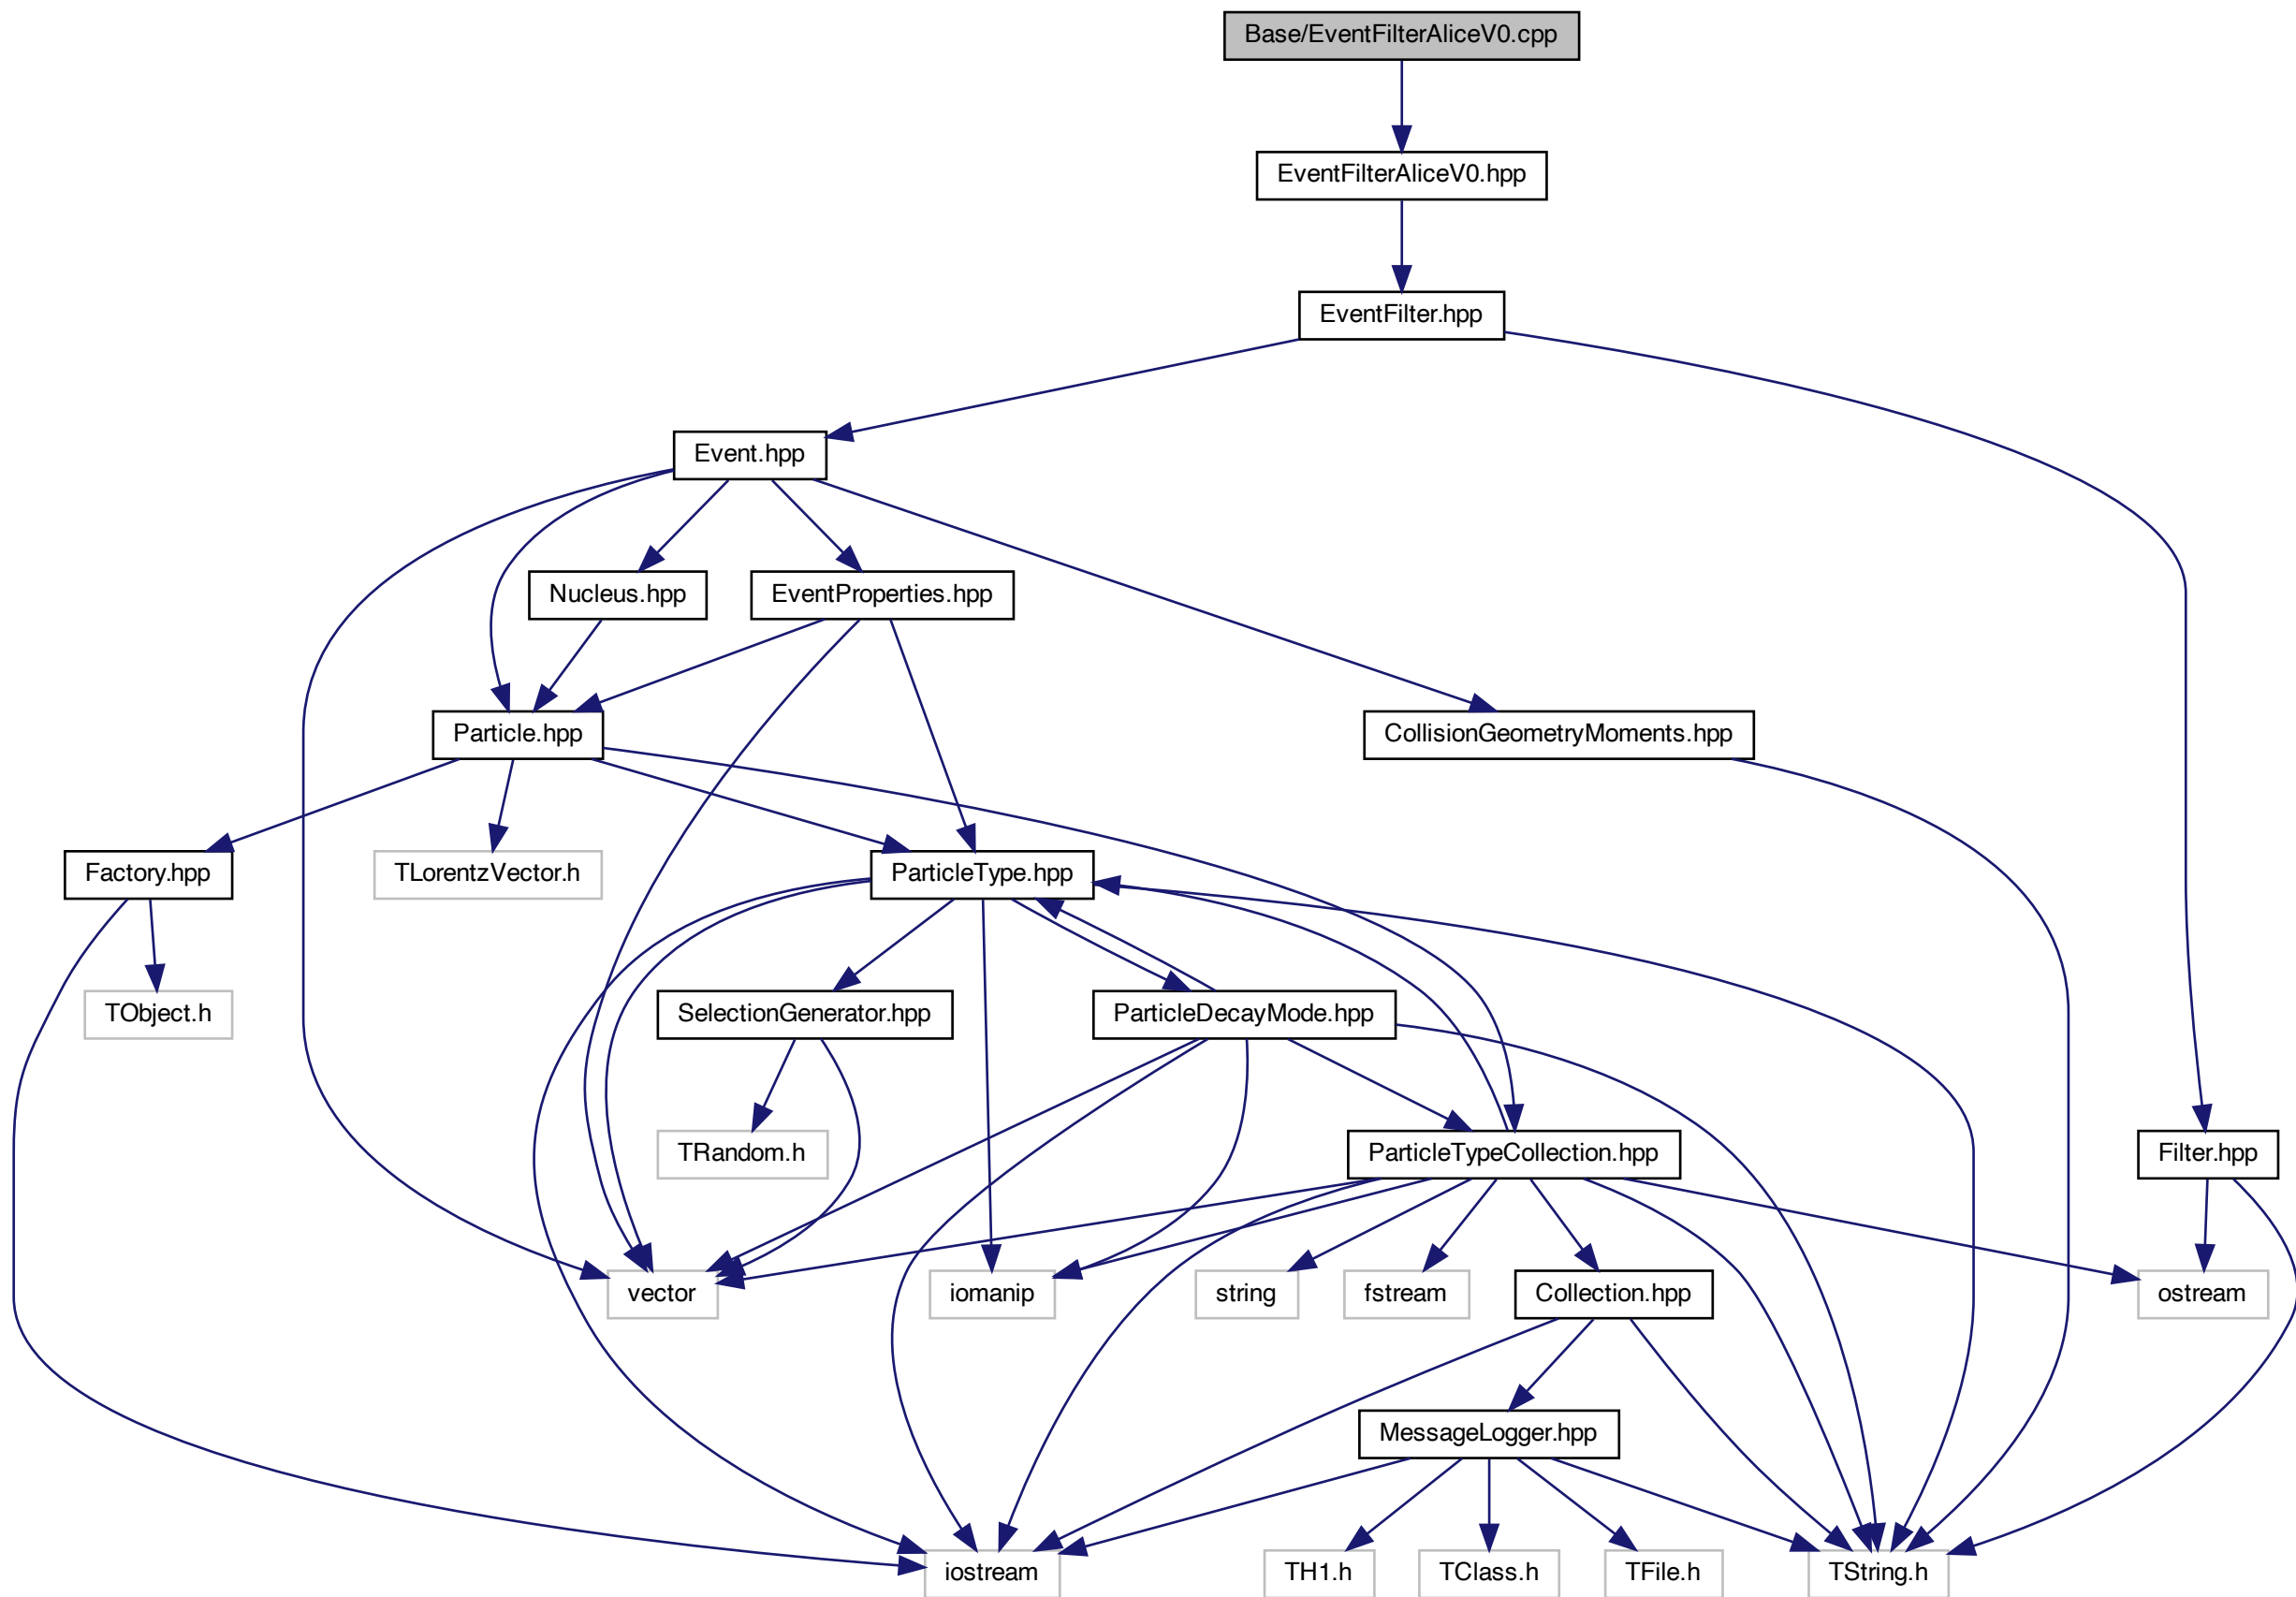 Base/EventFilterAliceV0.cpp
EventFilterAliceV0.hpp
EventFilter.hpp
Event.hpp
Nucleus.hpp
EventProperties.hpp
Particle.hpp
CollisionGeometryMoments.hpp
Factory.hpp
TLorentzVector.h
ParticleType.hpp
TObject.h
SelectionGenerator.hpp
ParticleDecayMode.hpp
TRandom.h
ParticleTypeCollection.hpp
Filter.hpp
vector
iomanip
string
fstream
Collection.hpp
ostream
MessageLogger.hpp
iostream
TH1.h
TClass.h
TFile.h
TString.h